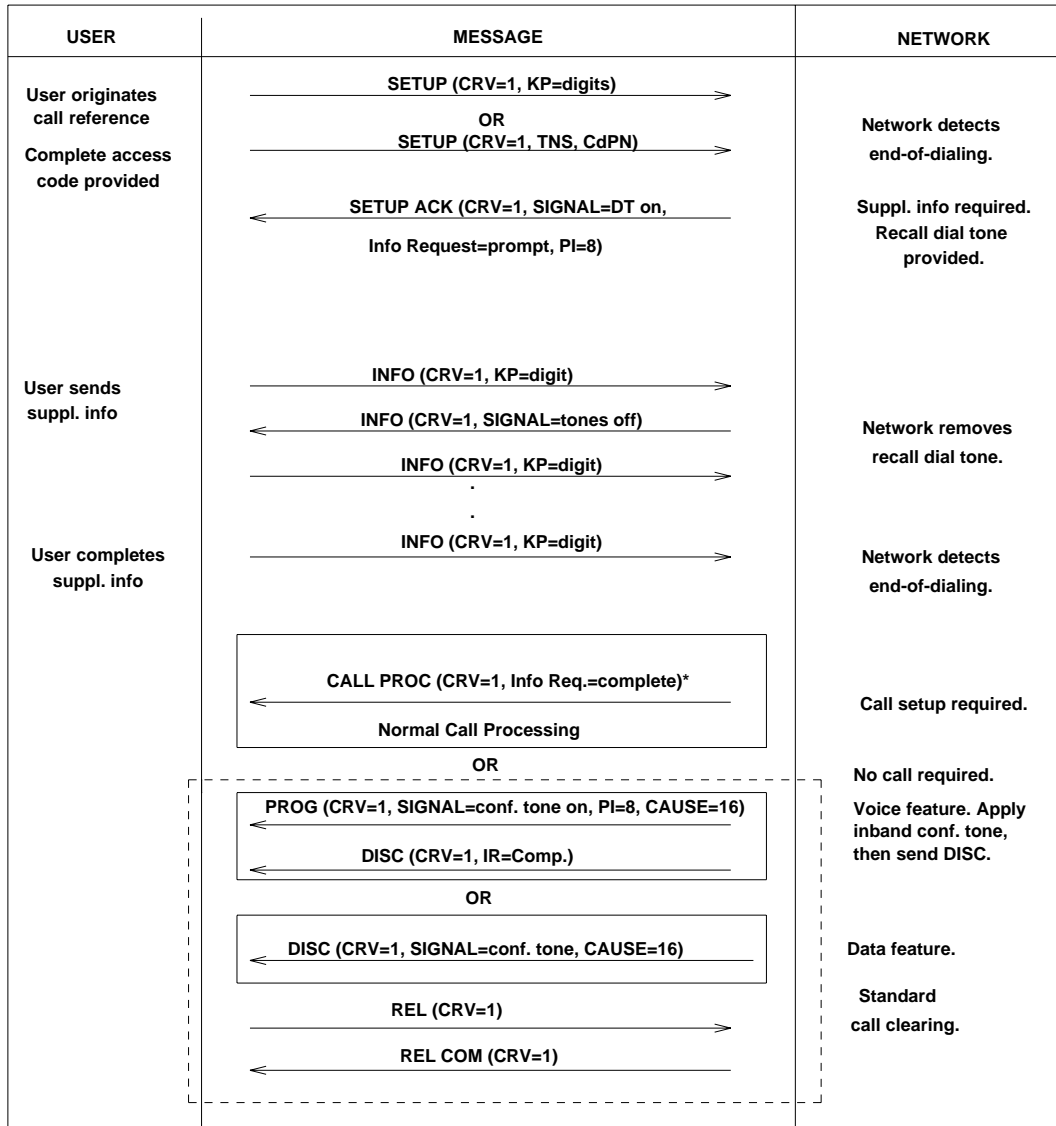 USER MESSAGE NETWORK
SETUP (CRV=1, KP=digits)
User originates
call reference
OR
SETUP (CRV=1, TNS, CdPN)
Network detects
end-of-dialing.
Complete access
code provided
SETUP ACK (CRV=1, SIGNAL=DT on,
Info Request=prompt, PI=8)
Suppl. info required.
Recall dial tone
provided.
INFO (CRV=1, KP=digit)
User sends
suppl. info
INFO (CRV=1, SIGNAL=tones off)
Network removes
recall dial tone.
INFO (CRV=1, KP=digit)
.
.
INFO (CRV=1, KP=digit)
User completes
suppl. info
Network detects
end-of-dialing.
CALL PROC (CRV=1, Info Req.=complete)*
Call setup required.
Normal Call Processing
OR
No call required.
PROG (CRV=1, SIGNAL=conf. tone on, PI=8, CAUSE=16)
Voice feature. Apply
inband conf. tone,
then send DISC.
DISC (CRV=1, IR=Comp.)
OR
DISC (CRV=1, SIGNAL=conf. tone, CAUSE=16)
Data feature.
REL (CRV=1)
Standard
call clearing.
REL COM (CRV=1)